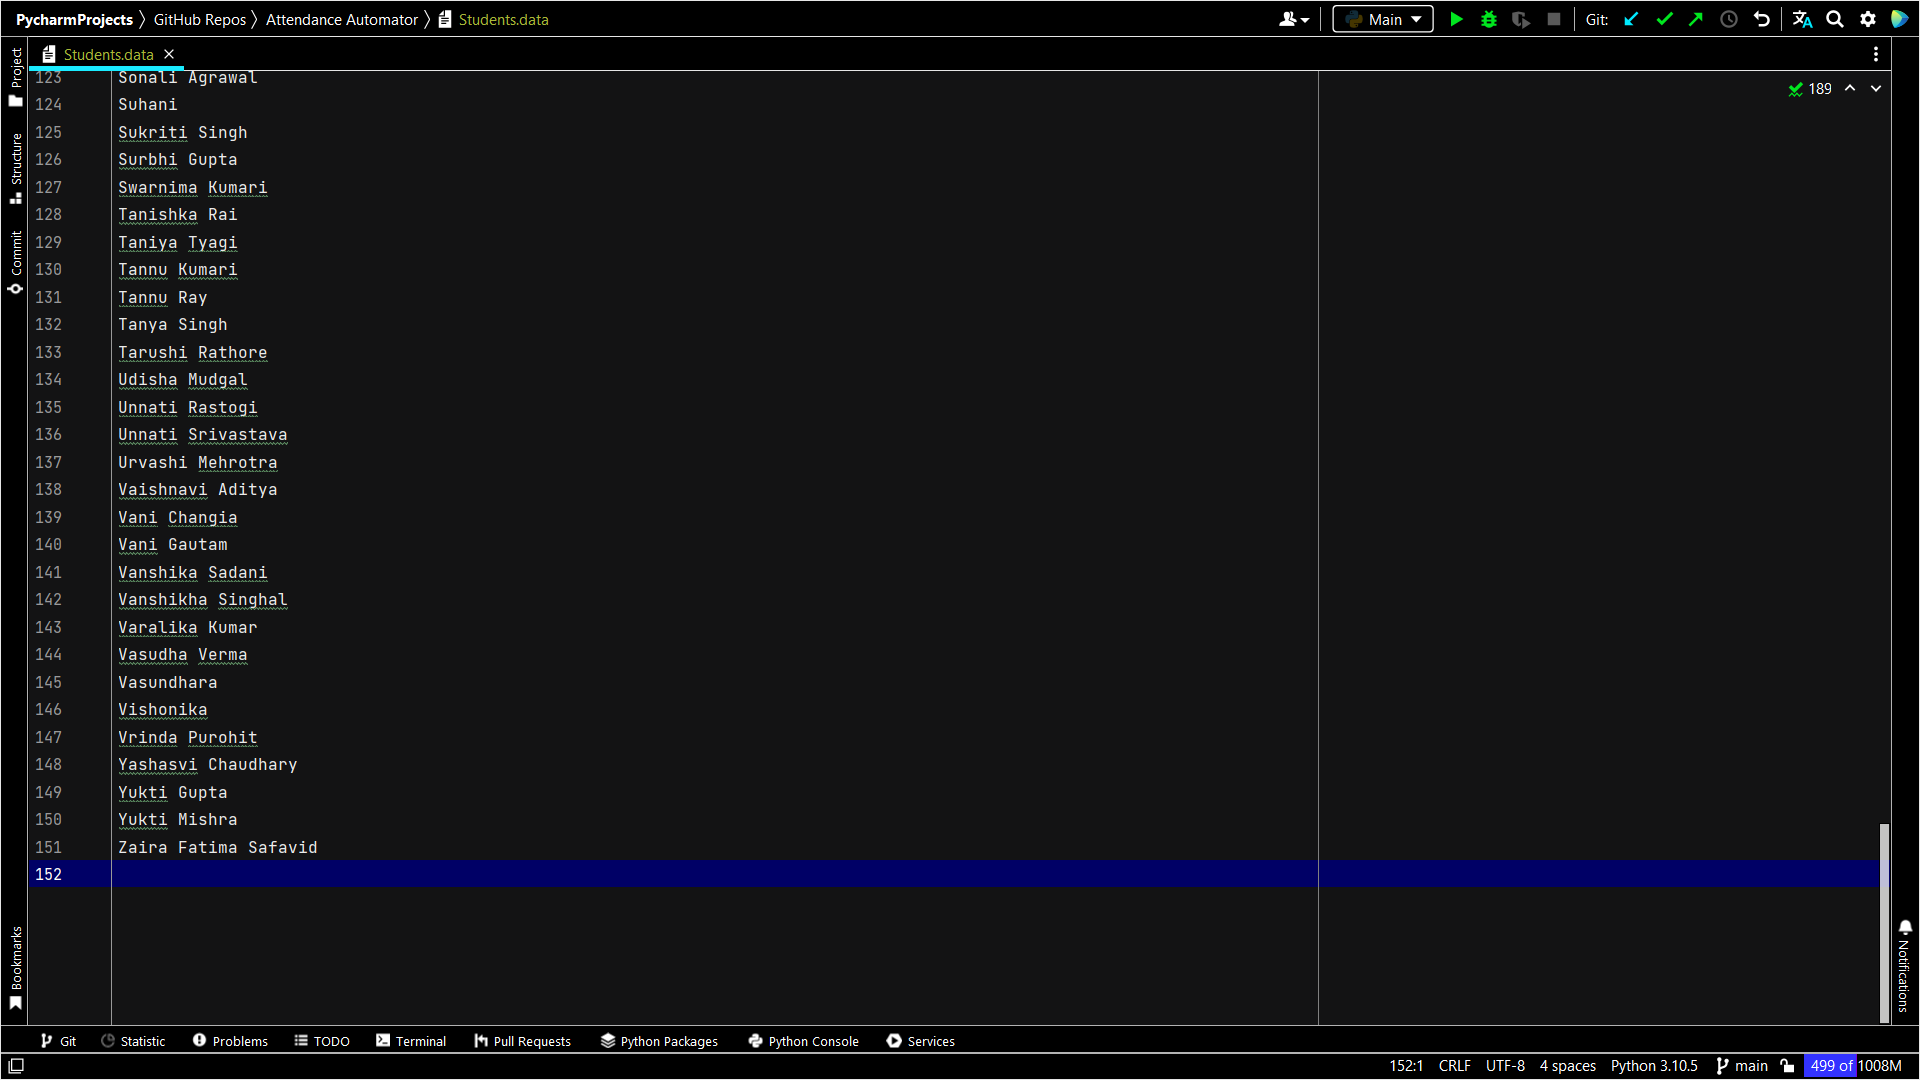 PycharmProjects 〉 GitHub Repos 〉 Attendance Automator 〉 Students.data
Main
Git:
Students.data
Project
Structure
Commit
Bookmarks
189
123 Sonali Agrawal
124 Suhani
125 Sukriti Singh
126 Surbhi Gupta
127 Swarnima Kumari
128 Tanishka Rai
129 Taniya Tyagi
130 Tannu Kumari
131 Tannu Ray
132 Tanya Singh
133 Tarushi Rathore
134 Udisha Mudgal
135 Unnati Rastogi
136 Unnati Srivastava
137 Urvashi Mehrotra
138 Vaishnavi Aditya
139 Vani Changia
140 Vani Gautam
141 Vanshika Sadani
142 Vanshikha Singhal
143 Varalika Kumar
144 Vasudha Verma
145 Vasundhara
146 Vishonika
147 Vrinda Purohit
148 Yashasvi Chaudhary
149 Yukti Gupta
150 Yukti Mishra
151 Zaira Fatima Safavid
152
Notifications
Git Statistic Problems TODO Terminal Pull Requests Python Packages Python Console Services
152:1 CRLF UTF-8 4 spaces Python 3.10.5 main 499 of 1008M